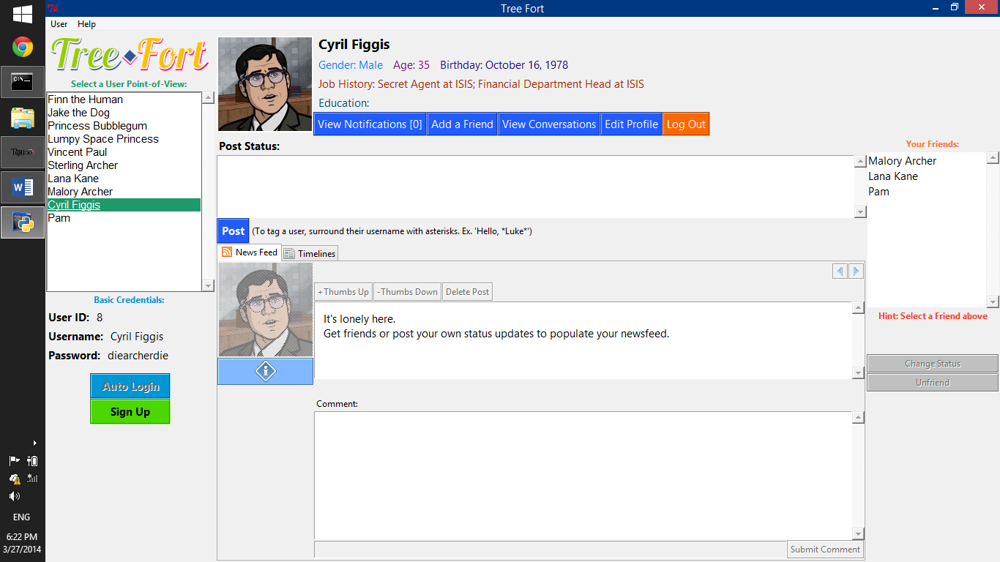 Tree Fort
User Help
Tree Fort
Select a User Point-of-View:
Finn the Human
Jake the Dog
Princess Bubblegum
Lumpy Space Princess
Vincent Paul
Sterling Archer
Lana Kane
Malory Archer
Cyril Figgis
Pam
Basic Credentials:
User ID: 8
Username: Cyril Figgis
Password: diearcherdie
Auto Login
Sign Up
Cyril Figgis
Gender: Male Age: 35 Birthday: October 16, 1978
Job History: Secret Agent at ISIS; Financial Department Head at ISIS
Education:
View Notifications [0] Add a Friend View Conversations Edit Profile Log Out
Post Status:
Post (To tag a user, surround their username with asterisks. Ex. 'Hello, *Luke*')
News Feed Timelines
+Thumbs Up -Thumbs Down Delete Post
It's lonely here.
Get friends or post your own status updates to populate your newsfeed.
Comment:
Submit Comment
Your Friends:
Malory Archer
Lana Kane
Pam
Hint: Select a Friend above
Change Status
Unfriend
ENG
6:22 PM
3/27/2014